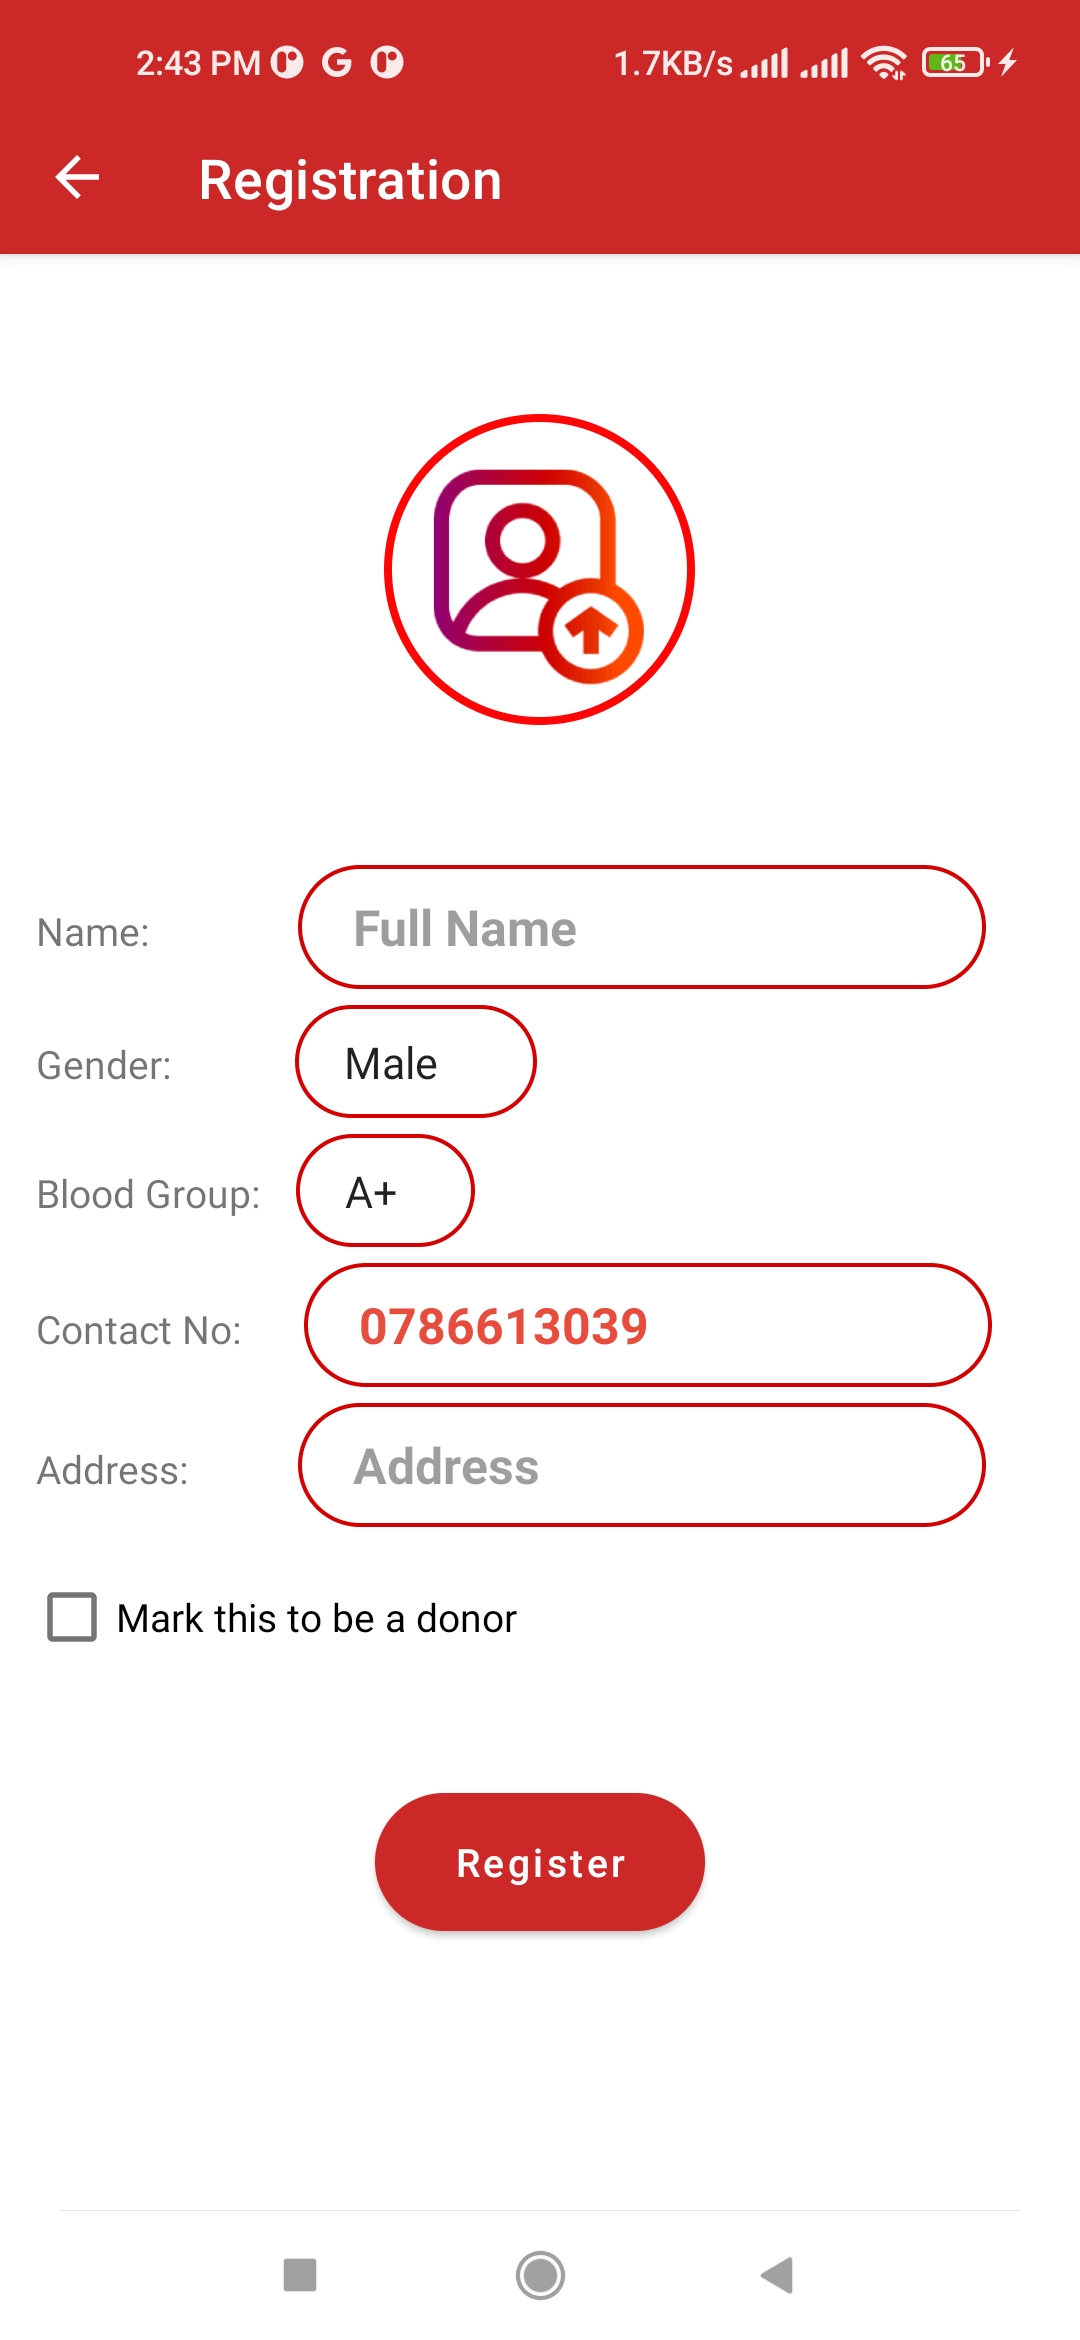 2:43 PM G 1.7KB/s 65
Registration
Name: Full Name
Gender: Male
Blood Group: A+
Contact No: 0786613039
Address: Address
Mark this to be a donor
Register